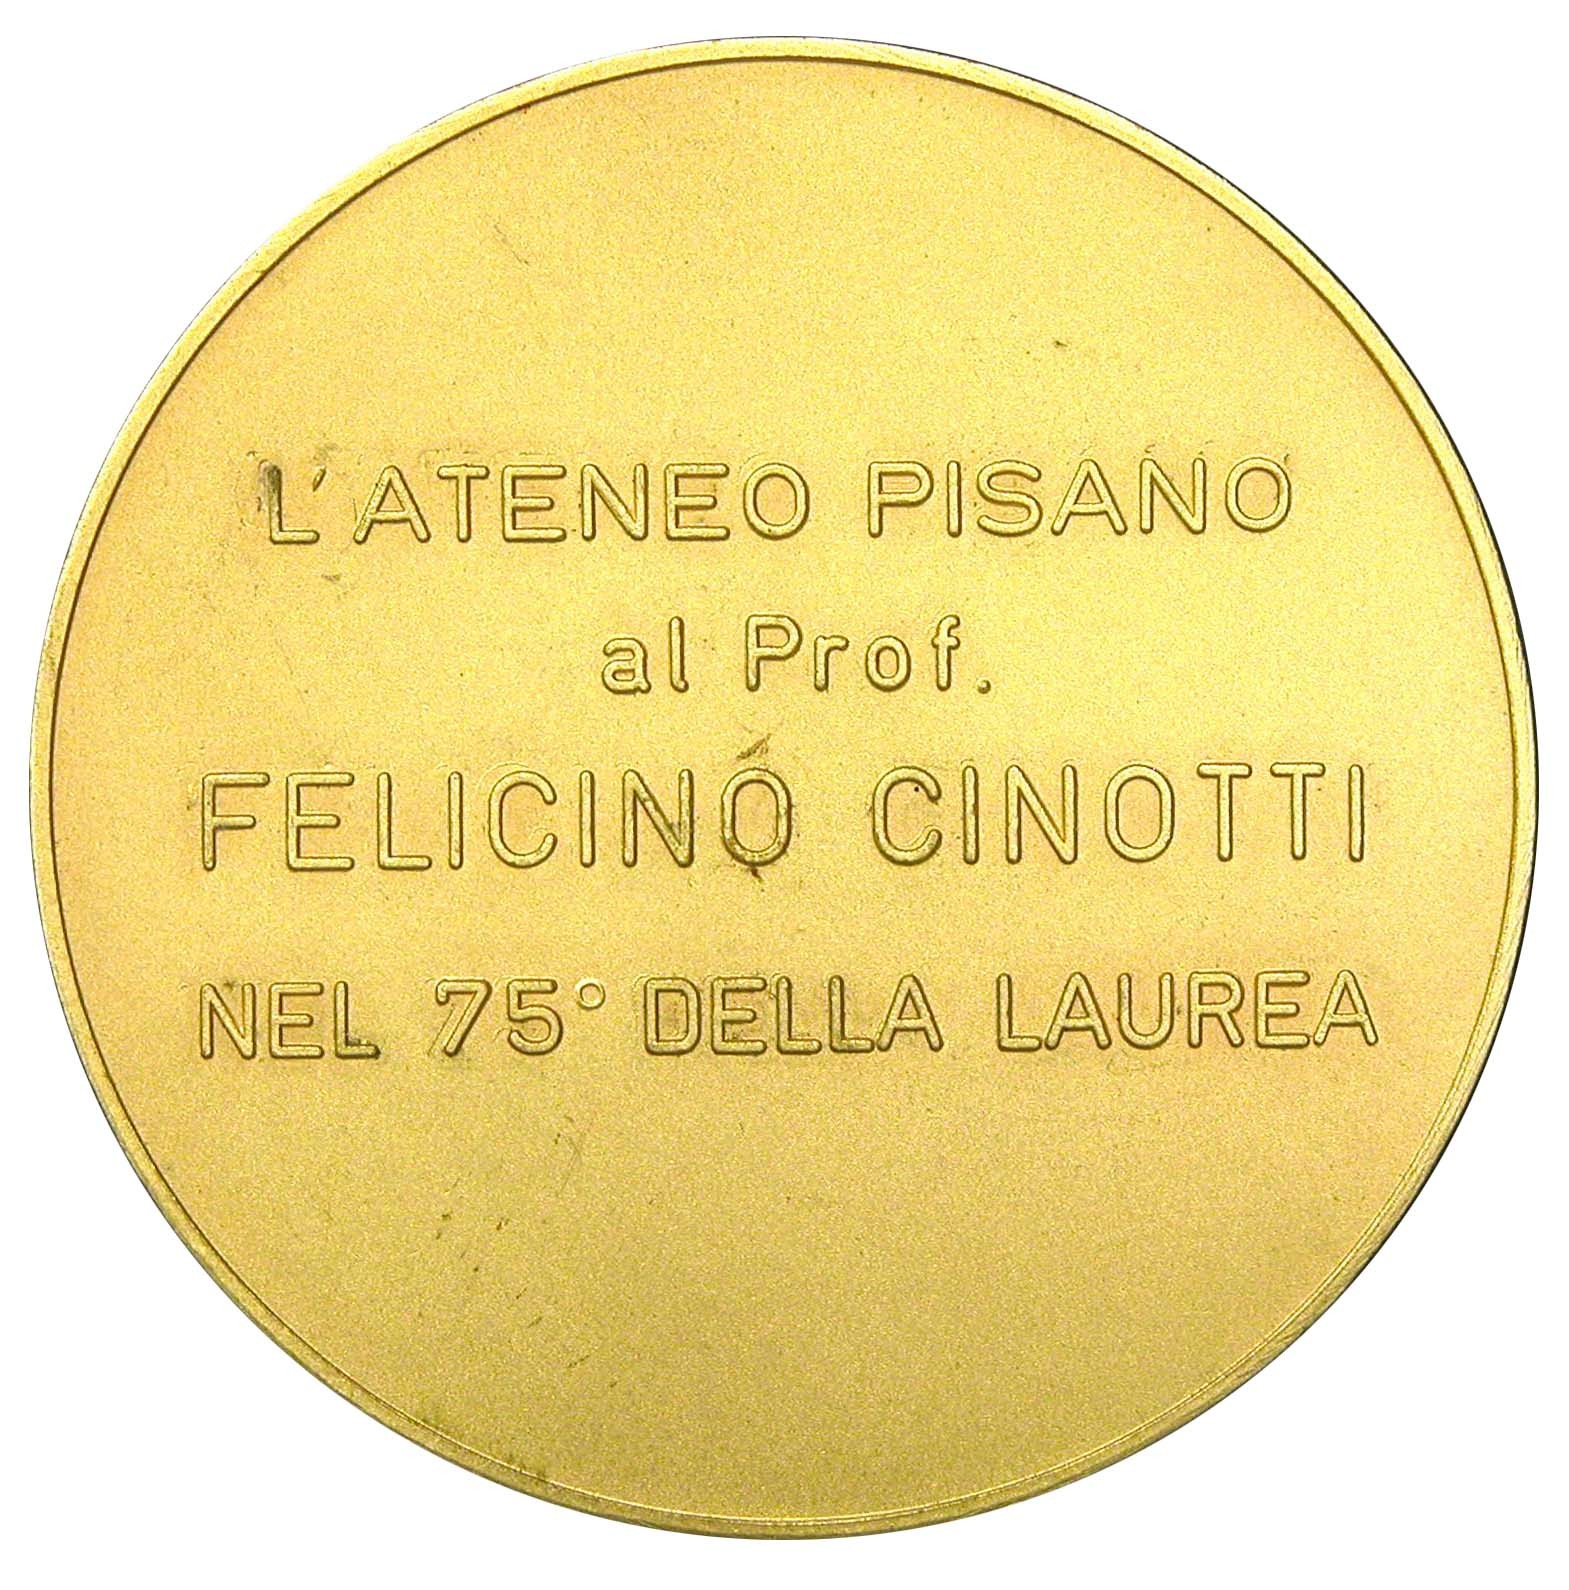 L'ATENEO PISANO
al Prof.
FELICINO CINOTTI
NEL 75° DELLA LAUREA